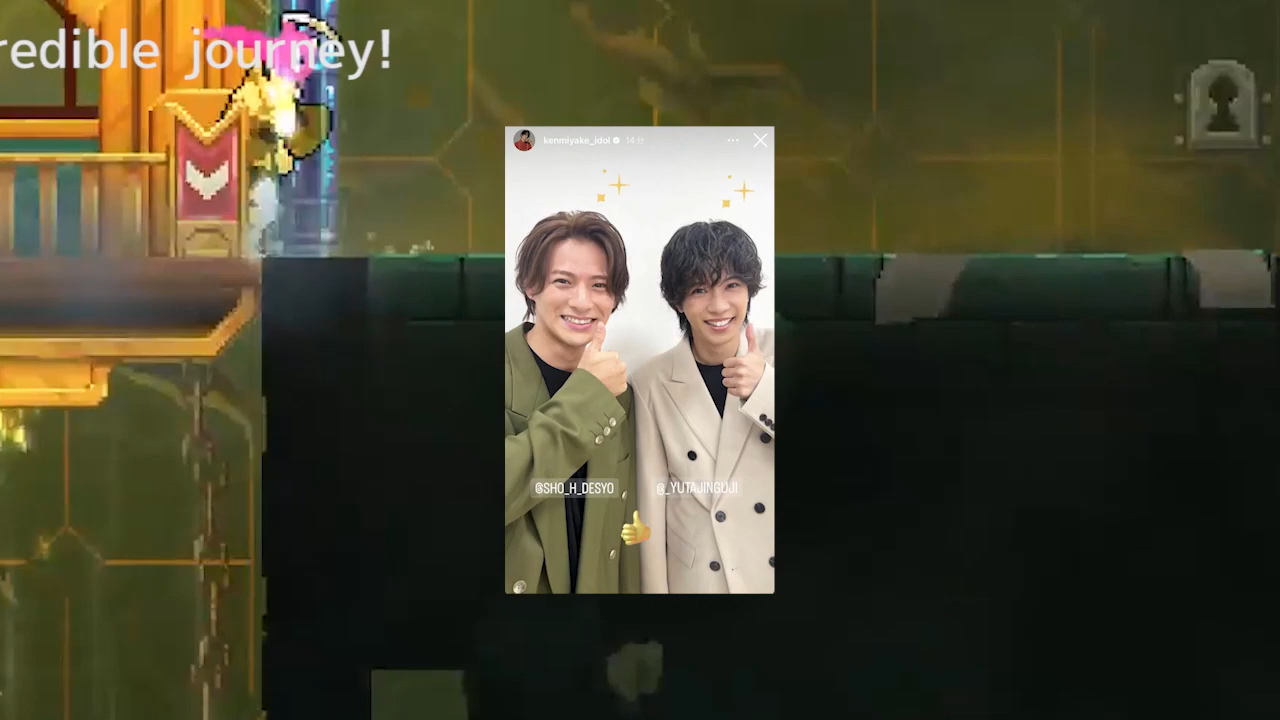 redible journey!
kenmiyake_idol
@SHO_H_DESYO
@_YUTAJINGUJI